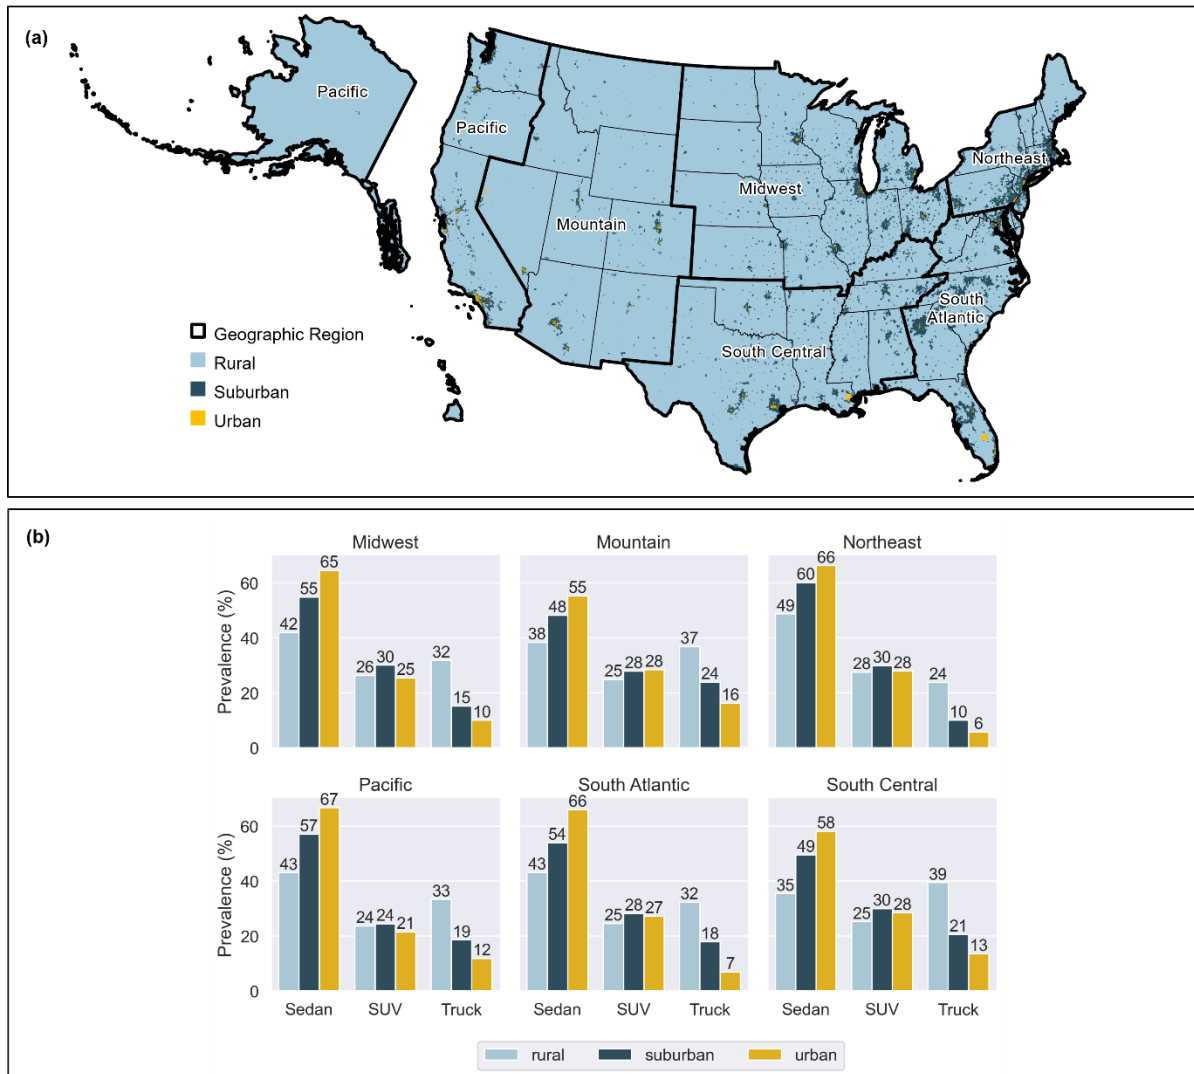 (a)
Pacific
Pacific
Northeast
Midwest
Mountain
South
Atlantic
South Central
Geographic Region
Rural
Suburban
Urban
(b)
Midwest
Mountain
Northeast
Prevalence (%)
60
40
20
0
42 55 65 26 30 25 32 15 10
38 48 55 25 28 28 37 24 16
49 60 66 28 30 28 24 10 6
Pacific
South Atlantic
South Central
Prevalence (%)
60
40
20
0
43 57 67 24 24 21 33 19 12
43 54 66 25 28 27 32 18 7
35 49 58 25 30 28 39 21 13
Sedan SUV Truck
Sedan SUV Truck
Sedan SUV Truck
rural suburban urban